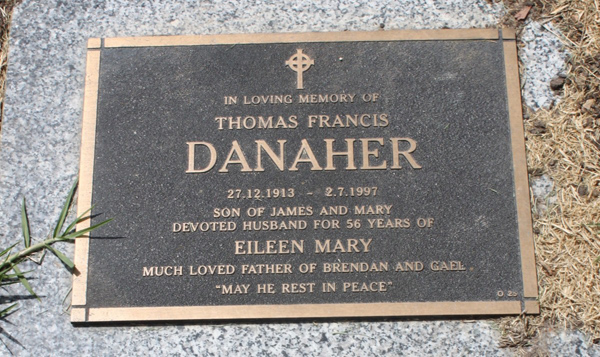 IN LOVING MEMORY OF
THOMAS FRANCIS
DANAHER
27.12.1913 - 2.7.1997
SON OF JAMES AND MARY
DEVOTED HUSBAND FOR 56 YEARS OF
EILEEN MARY
MUCH LOVED FATHER OF BRENDAN AND GAEL
"MAY HE REST IN PEACE"